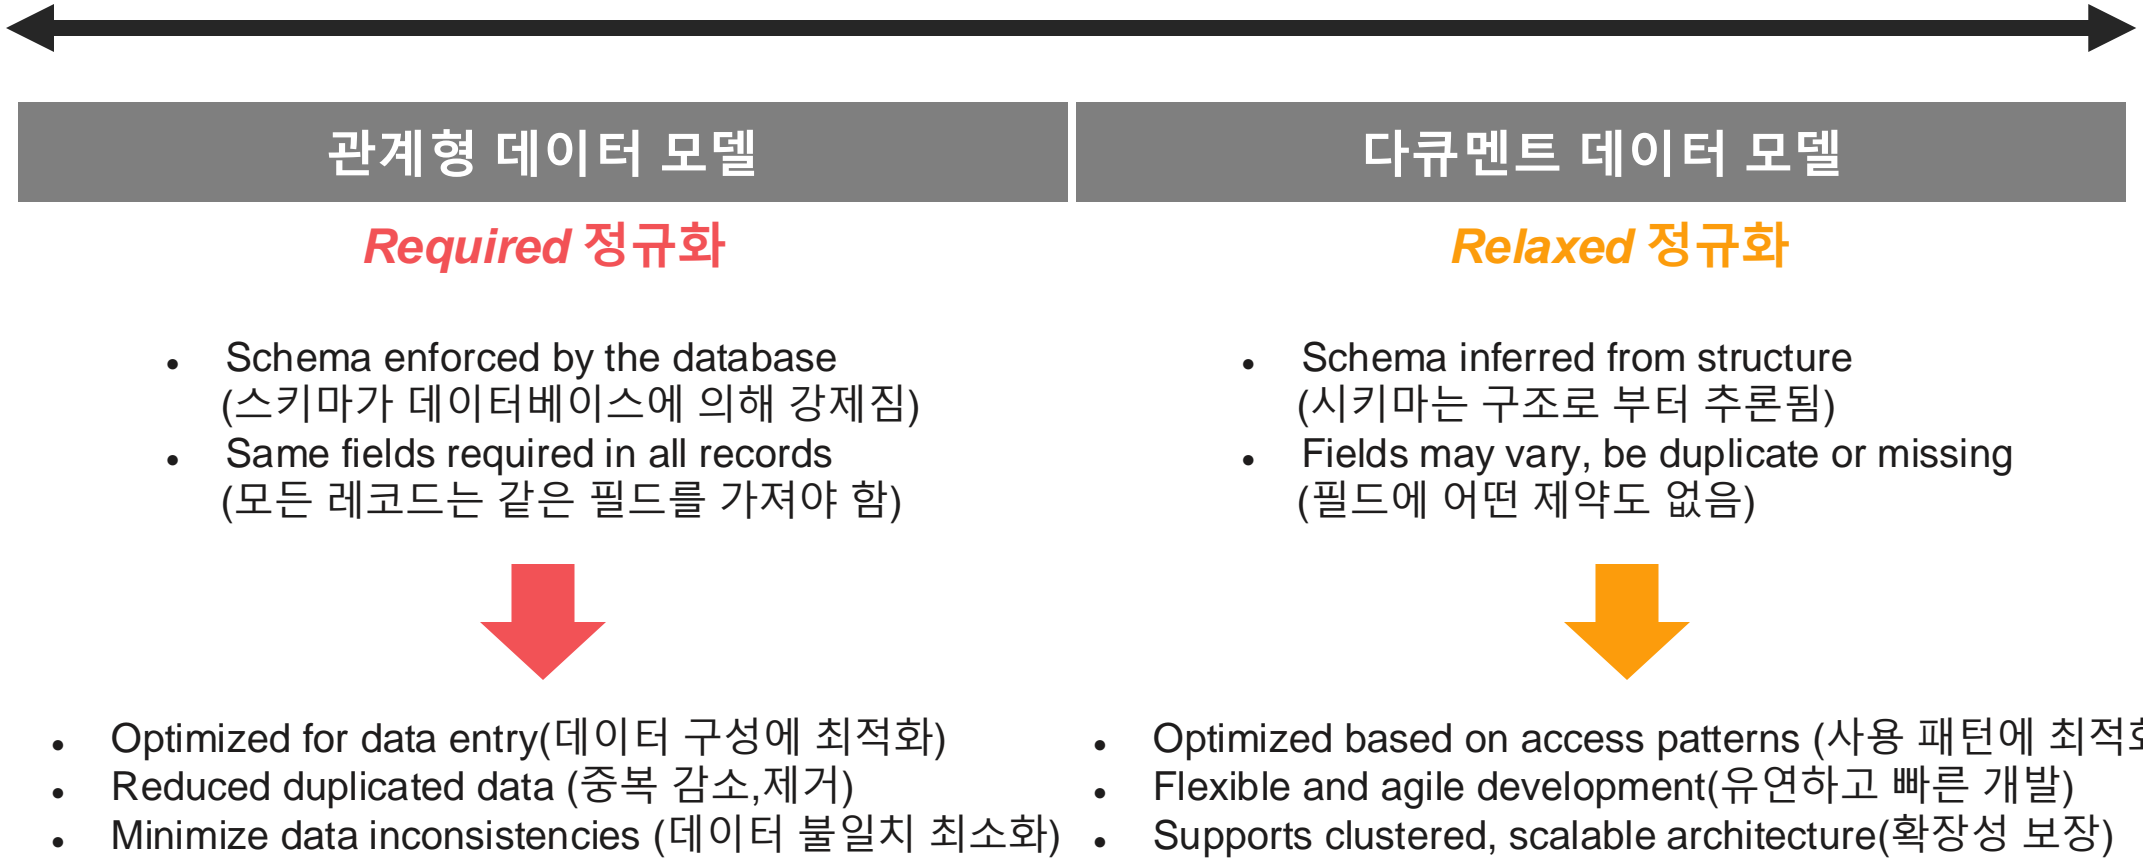 관계형 데이터 모델
Required 정규화
• Schema enforced by the database
(스키마가 데이터베이스에 의해 강제짐)
• Same fields required in all records
(모든 레코드는 같은 필드를 가져야 함)
• Optimized for data entry(데이터 구성에 최적화)
• Reduced duplicated data (중복 감소,제거)
• Minimize data inconsistencies (데이터 불일치 최소화)
다큐멘트 데이터 모델
Relaxed 정규화
• Schema inferred from structure
(시키마는 구조로 부터 추론됨)
• Fields may vary, be duplicate or missing
(필드에 어떤 제약도 없음)
• Optimized based on access patterns (사용 패턴에 최적화
• Flexible and agile development(유연하고 빠른 개발)
• Supports clustered, scalable architecture(확장성 보장)